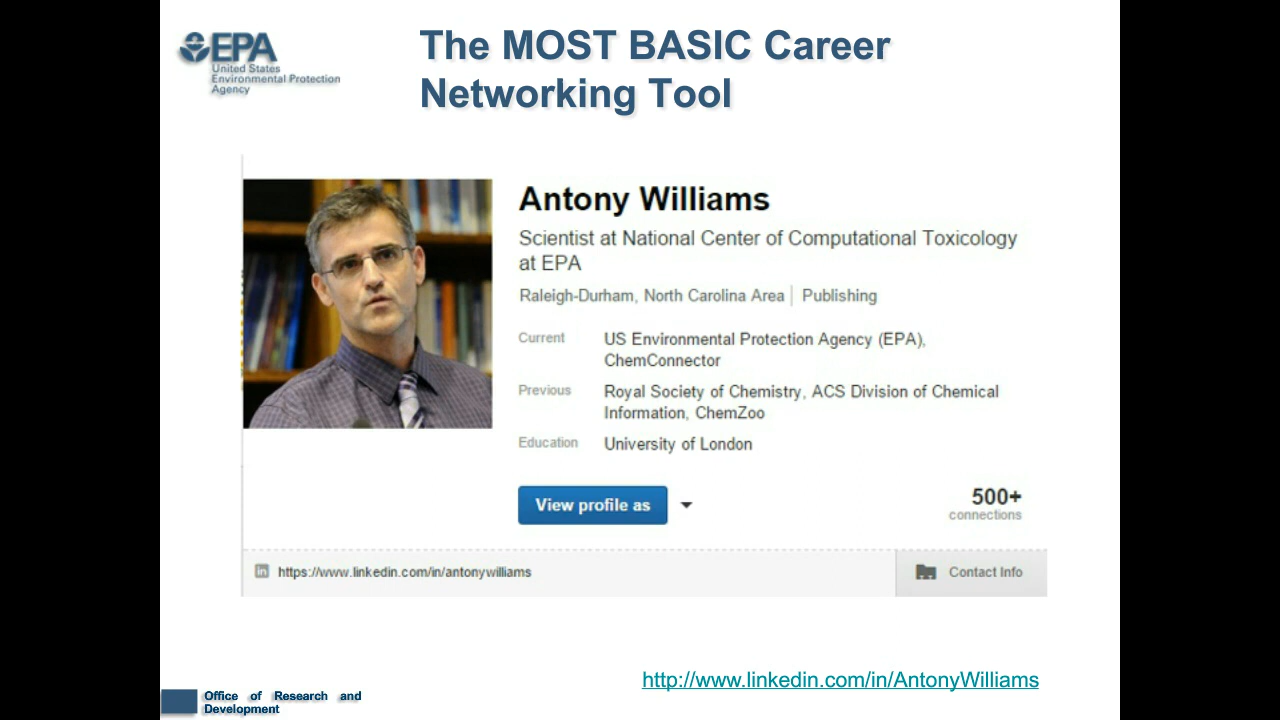 EPA
United States
Environmental Protection
Agency
The MOST BASIC Career
Networking Tool
Antony Williams
Scientist at National Center of Computational Toxicology
at EPA
Raleigh-Durham, North Carolina Area | Publishing
Current US Environmental Protection Agency (EPA),
ChemConnector
Previous Royal Society of Chemistry, ACS Division of Chemical
Information, ChemZoo
Education University of London
View profile as
500+
connections
in https://www.linkedin.com/in/antonywilliams
Contact Info
http://www.linkedin.com/in/AntonyWilliams
Office of Research and
Development